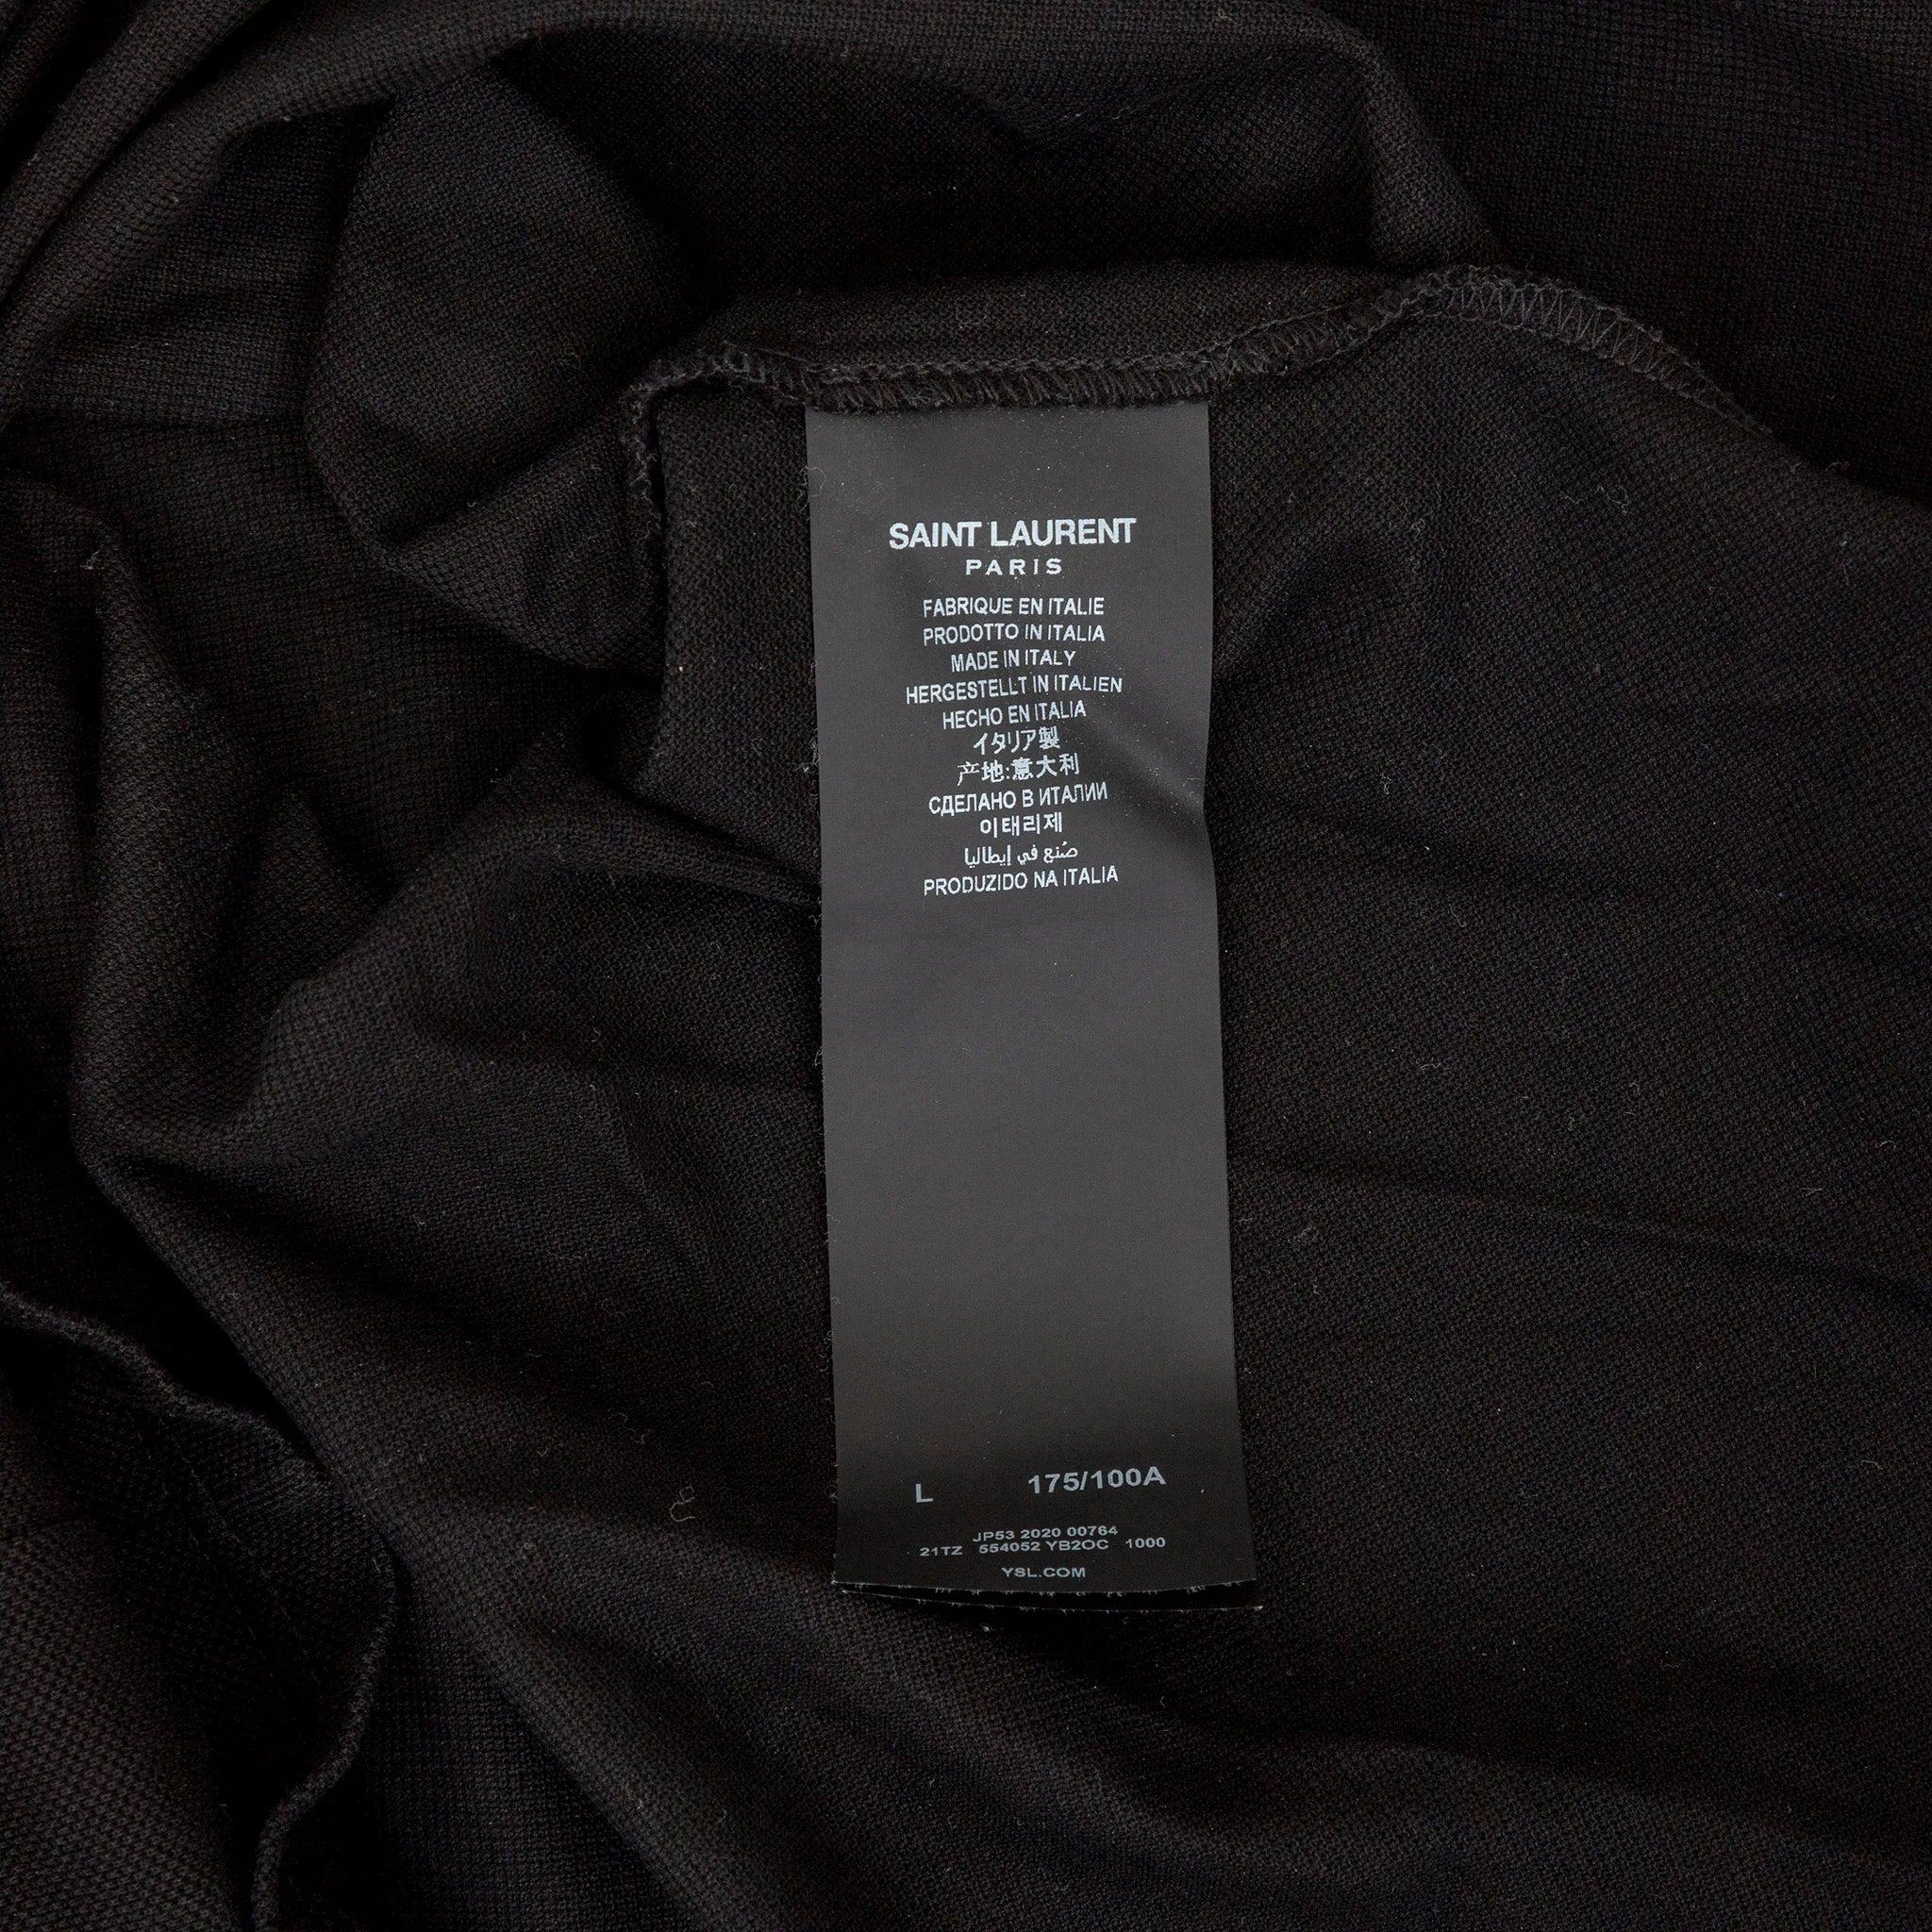 SAINT LAURENT
PARIS
FABRIQUE EN ITALIE
PRODOTTO IN ITALIA
MADE IN ITALY
HERGESTELLT IN ITALIEN
HECHO EN ITALIA
イタリア製
产地:意大利
СДЕЛАНО В ИТАЛИИ
이태리제
صُنع في إيطاليا
PRODUZIDO NA ITALIA
L 175/100A
JP53 2020 00764
21TZ 554052 YB2OC 1000
YSL.COM